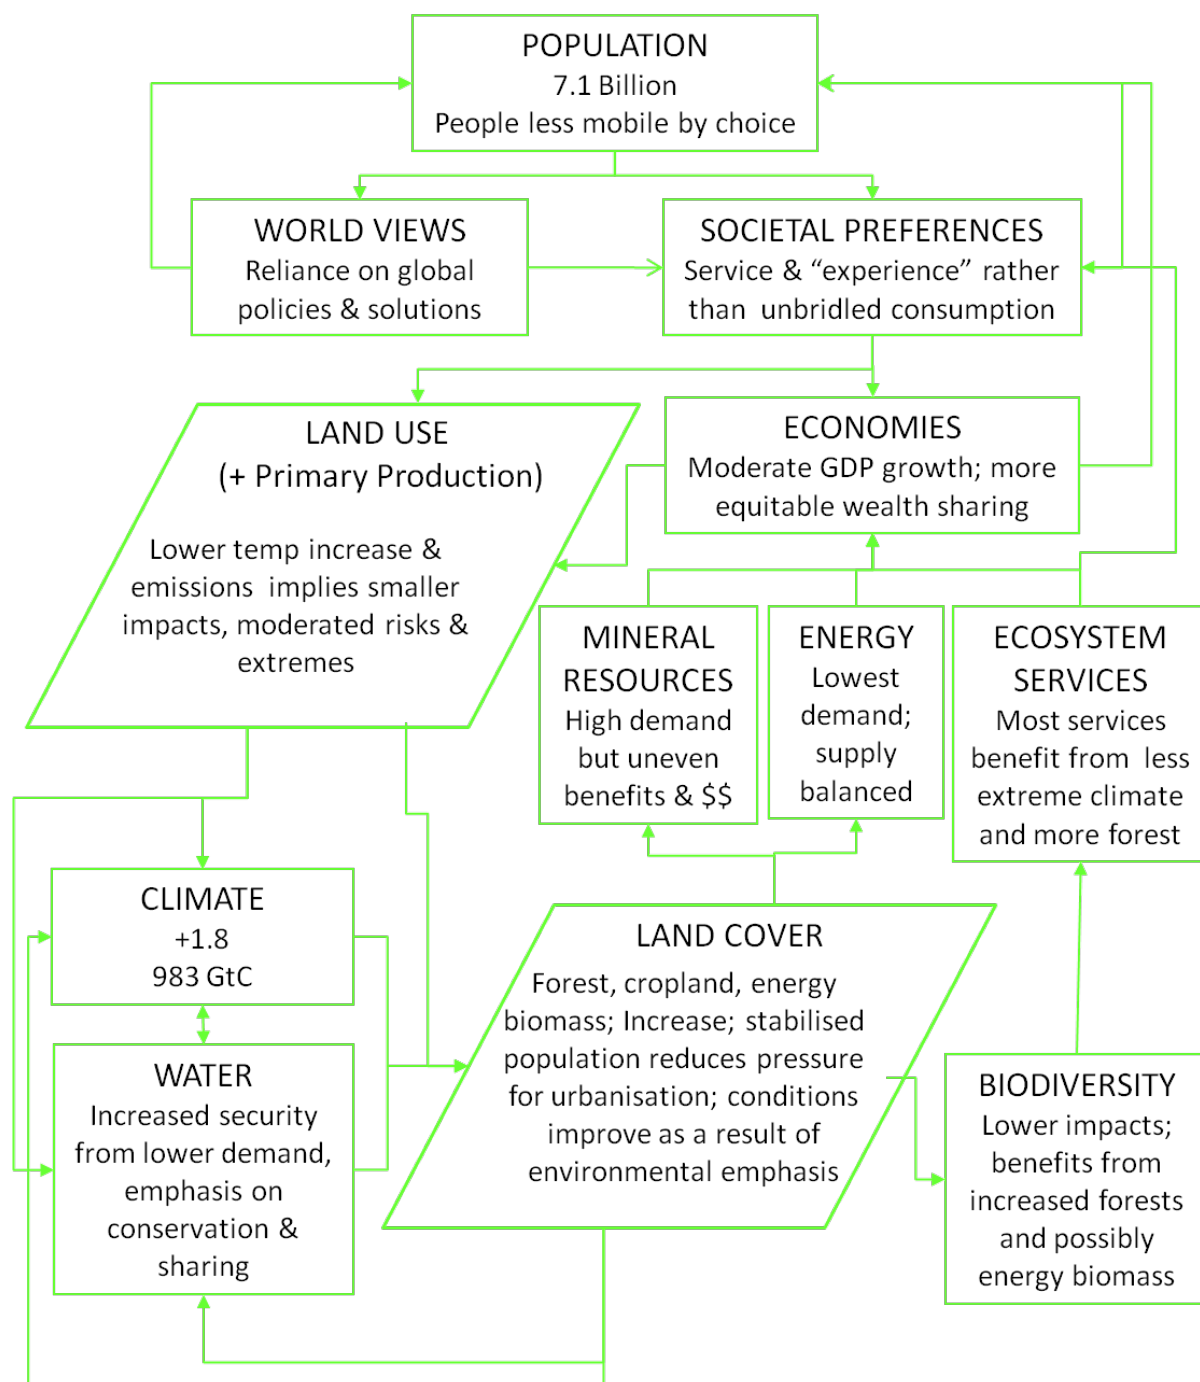 POPULATION
7.1 Billion
People less mobile by choice
WORLD VIEWS
Reliance on global
policies & solutions
SOCIETAL PREFERENCES
Service & “experience” rather
than unbridled consumption
LAND USE
(+ Primary Production)
Lower temp increase &
emissions implies smaller
impacts, moderated risks &
extremes
ECONOMIES
Moderate GDP growth; more
equitable wealth sharing
MINERAL
RESOURCES
High demand
but uneven
benefits & $$
ENERGY
Lowest
demand;
supply
balanced
ECOSYSTEM
SERVICES
Most services
benefit from less
extreme climate
and more forest
CLIMATE
+1.8
983 GtC
WATER
Increased security
from lower demand,
emphasis on
conservation &
sharing
LAND COVER
Forest, cropland, energy
biomass; Increase; stabilised
population reduces pressure
for urbanisation; conditions
improve as a result of
environmental emphasis
BIODIVERSITY
Lower impacts;
benefits from
increased forests
and possibly
energy biomass